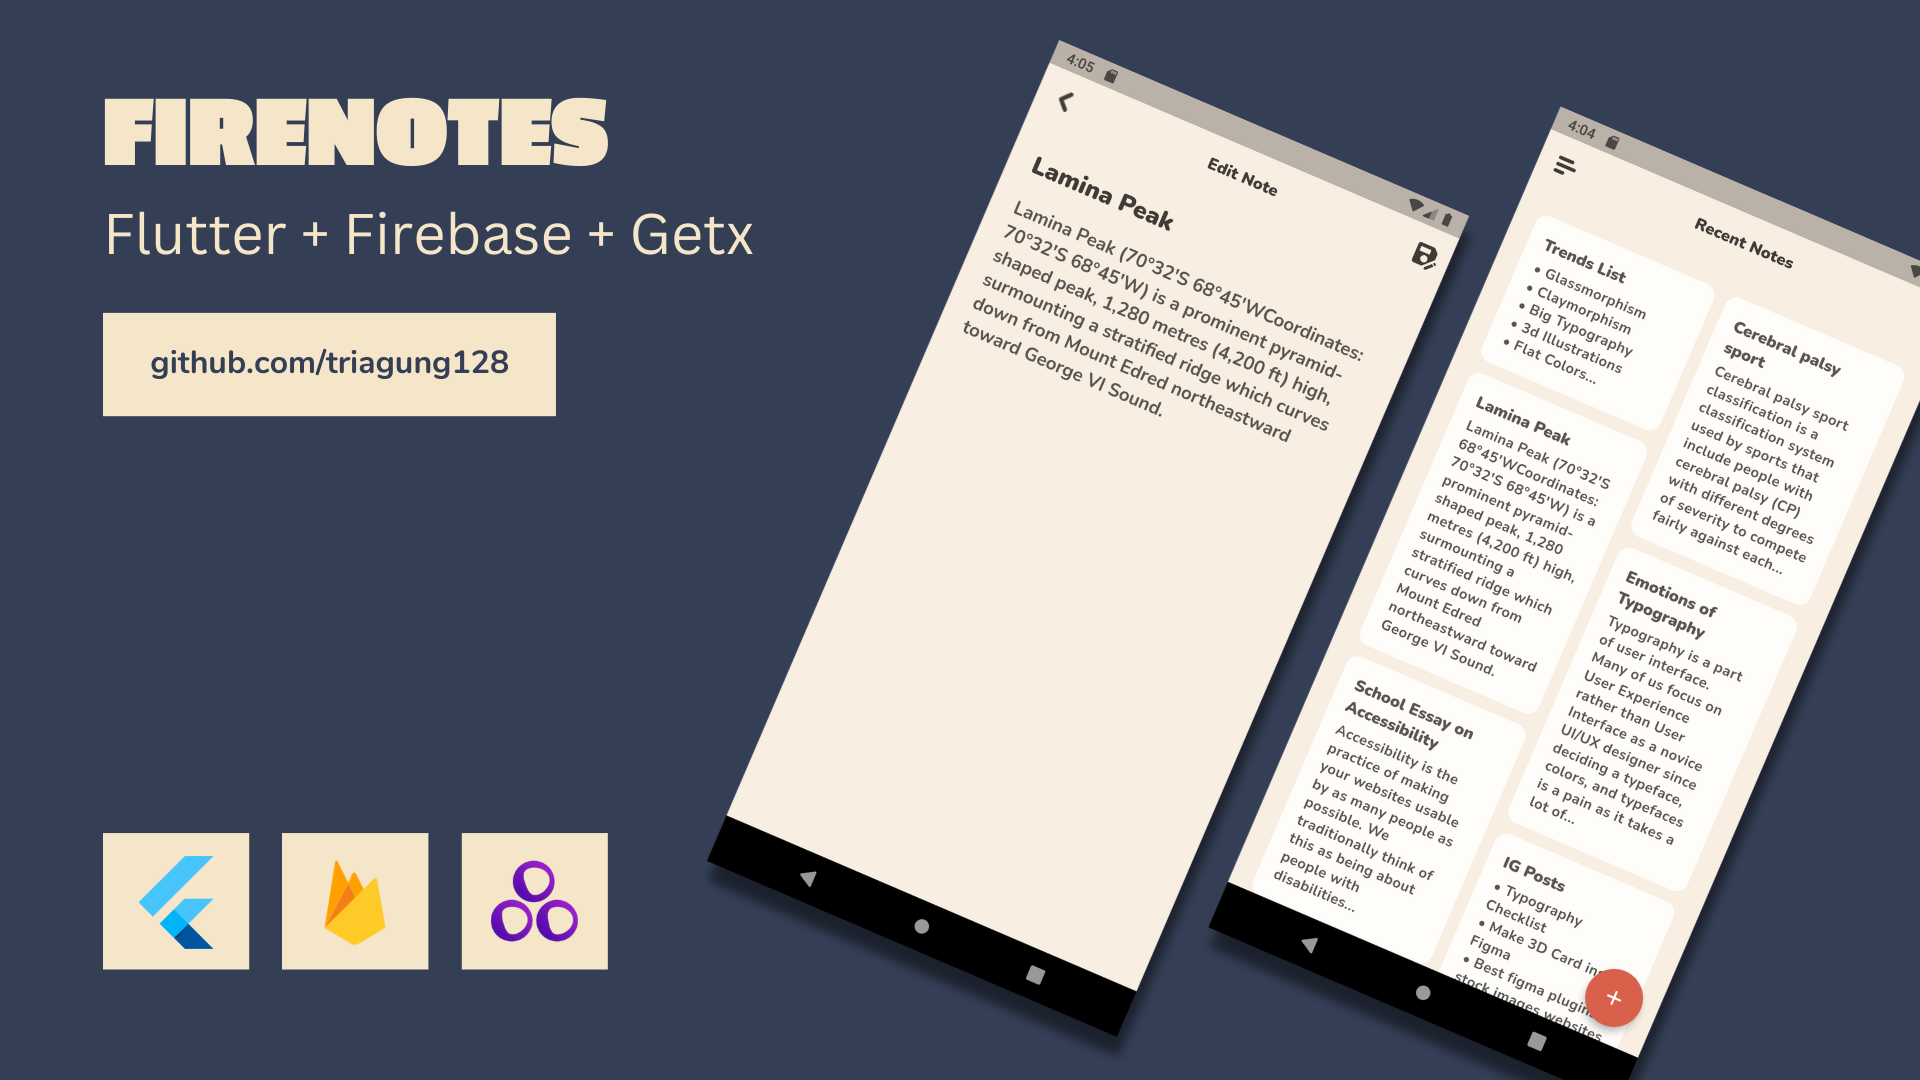 FIRENOTES
Flutter + Firebase + Getx
github.com/triagung128
4:05
Edit Note
Lamina Peak
Lamina Peak (70°32'S 68°45'WCoordinates:
70°32'S 68°45'W) is a prominent pyramid-
shaped peak, 1,280 metres (4,200 ft) high,
surmounting a stratified ridge which curves
down from Mount Edred northeastward
toward George VI Sound.
4:04
Recent Notes
Trends List
• Glassmorphism
• Claymorphism
• Big Typography
• 3d Illustrations
• Flat Colors...
Lamina Peak
Lamina Peak (70°32'S
68°45'WCoordinates:
70°32'S 68°45'W) is a
prominent pyramid-
shaped peak, 1,280
metres (4,200 ft) high,
surmounting a
stratified ridge which
curves down from
Mount Edred
northeastward toward
George VI Sound.
School Essay on
Accessibility
Accessibility is the
practice of making
your websites usable
by as many people as
possible. We
traditionally think of
this as being about
people with
disabilities...
Cerebral palsy
sport
Cerebral palsy sport
classification is a
classification system
used by sports that
include people with
cerebral palsy (CP)
with different degrees
of severity to compete
fairly against each...
Emotions of
Typography
Typography is a part
of user interface.
Many of us focus on
User Experience
rather than User
Interface as a novice
UI/UX designer since
deciding a typeface,
colors, and typefaces
is a pain as it takes a
lot of...
IG Posts
• Typography
Checklist
• Make 3D Card in
Figma
• Best figma plugins
stock images websites